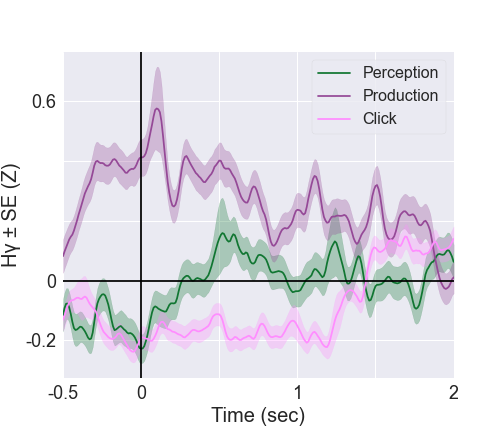 Perception
Production
Click
Hγ ± SE (Z)
0.6
0
-0.2
-0.5
0
1
2
Time (sec)